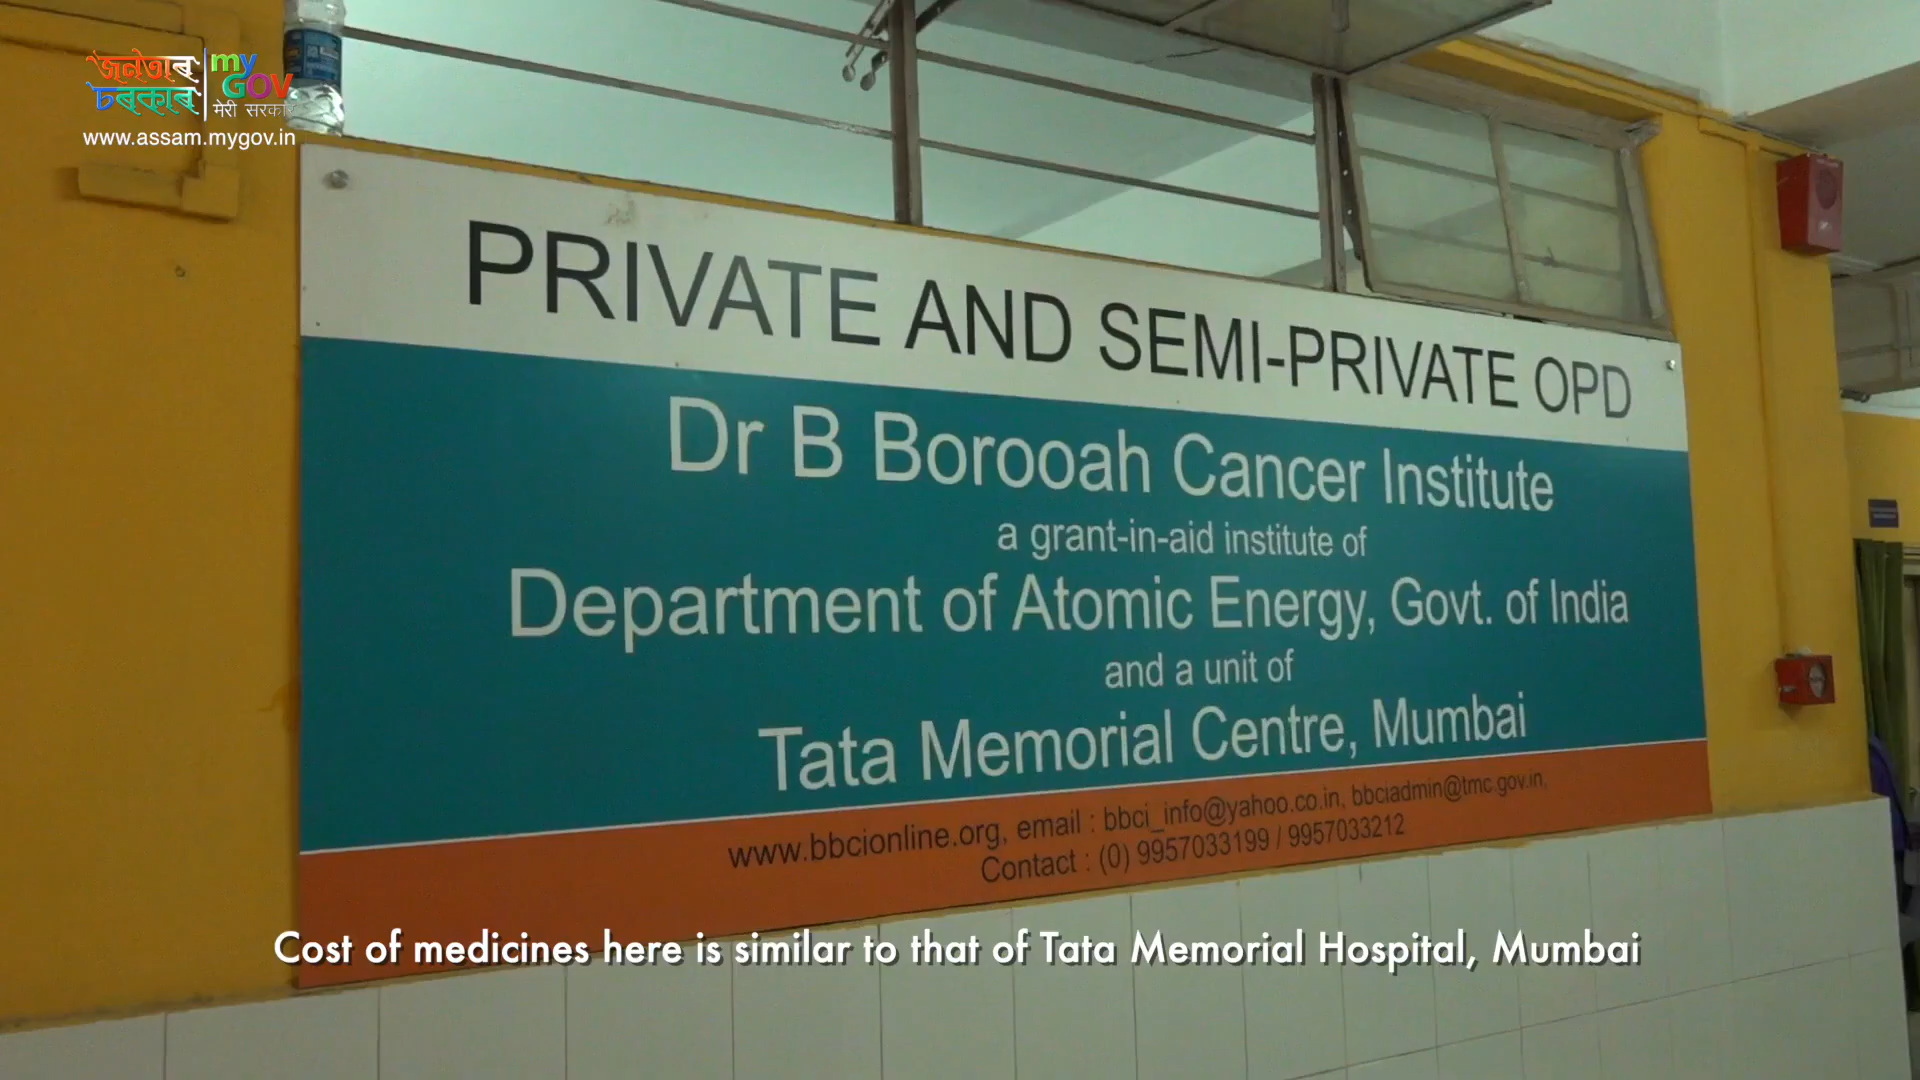 জনতাৰ
চৰকাৰ
my
GOV
मेरी सरकार
www.assam.mygov.in
PRIVATE AND SEMI-PRIVATE OPD
Dr B Borooah Cancer Institute
a grant-in-aid institute of
Department of Atomic Energy, Govt. of India
and a unit of
Tata Memorial Centre, Mumbai
www.bbcionline.org, email : bbci_info@yahoo.co.in, bbciadmin@tmc.gov.in,
Contact : (0) 9957033199 / 9957033212
Cost of medicines here is similar to that of Tata Memorial Hospital, Mumbai